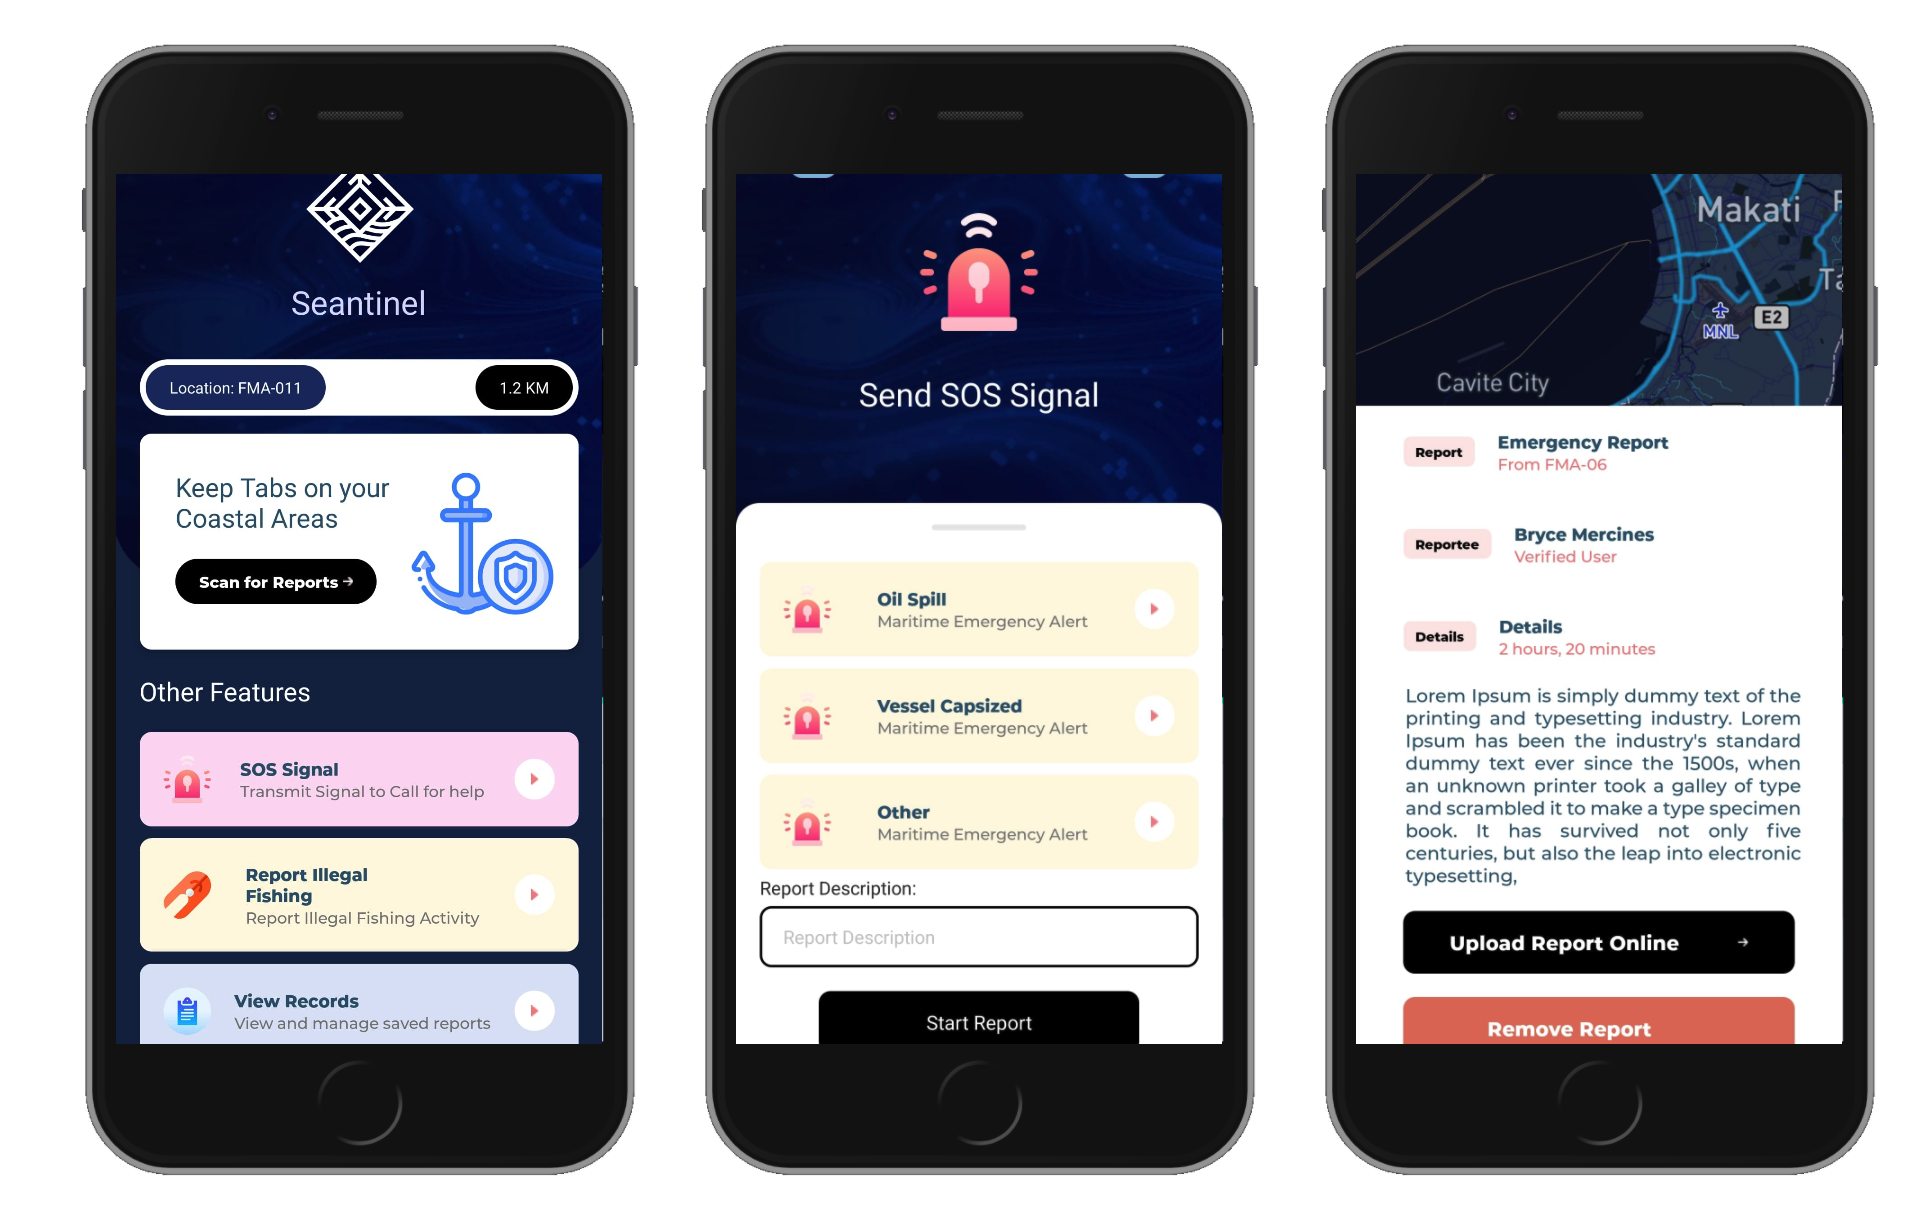 Seantinel
Location: FMA-011
1.2 KM
Keep Tabs on your
Coastal Areas
Scan for Reports →
Other Features
SOS Signal
Transmit Signal to Call for help
Report Illegal
Fishing
Report Illegal Fishing Activity
View Records
View and manage saved reports
Send SOS Signal
Oil Spill
Maritime Emergency Alert
Vessel Capsized
Maritime Emergency Alert
Other
Maritime Emergency Alert
Report Description:
Report Description
Start Report
Makati
MNL
E2
Cavite City
Report
Emergency Report
From FMA-06
Reportee
Bryce Mercines
Verified User
Details
Details
2 hours, 20 minutes
Lorem Ipsum is simply dummy text of the
printing and typesetting industry. Lorem
Ipsum has been the industry's standard
dummy text ever since the 1500s, when
an unknown printer took a galley of type
and scrambled it to make a type specimen
book. It has survived not only five
centuries, but also the leap into electronic
typesetting,
Upload Report Online →
Remove Report